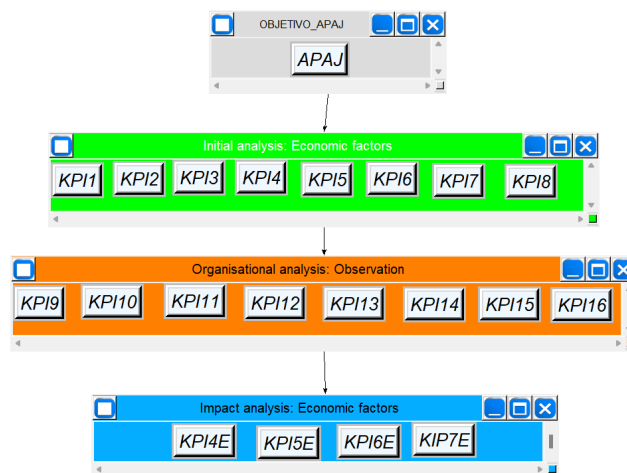 OBJETIVO_APAJ
APAJ
Initial analysis: Economic factors
KPI1 KPI2 KPI3 KPI4 KPI5 KPI6 KPI7 KPI8
Organisational analysis: Observation
KPI9 KPI10 KPI11 KPI12 KPI13 KPI14 KPI15 KPI16
Impact analysis: Economic factors
KPI4E KPI5E KPI6E KIP7E